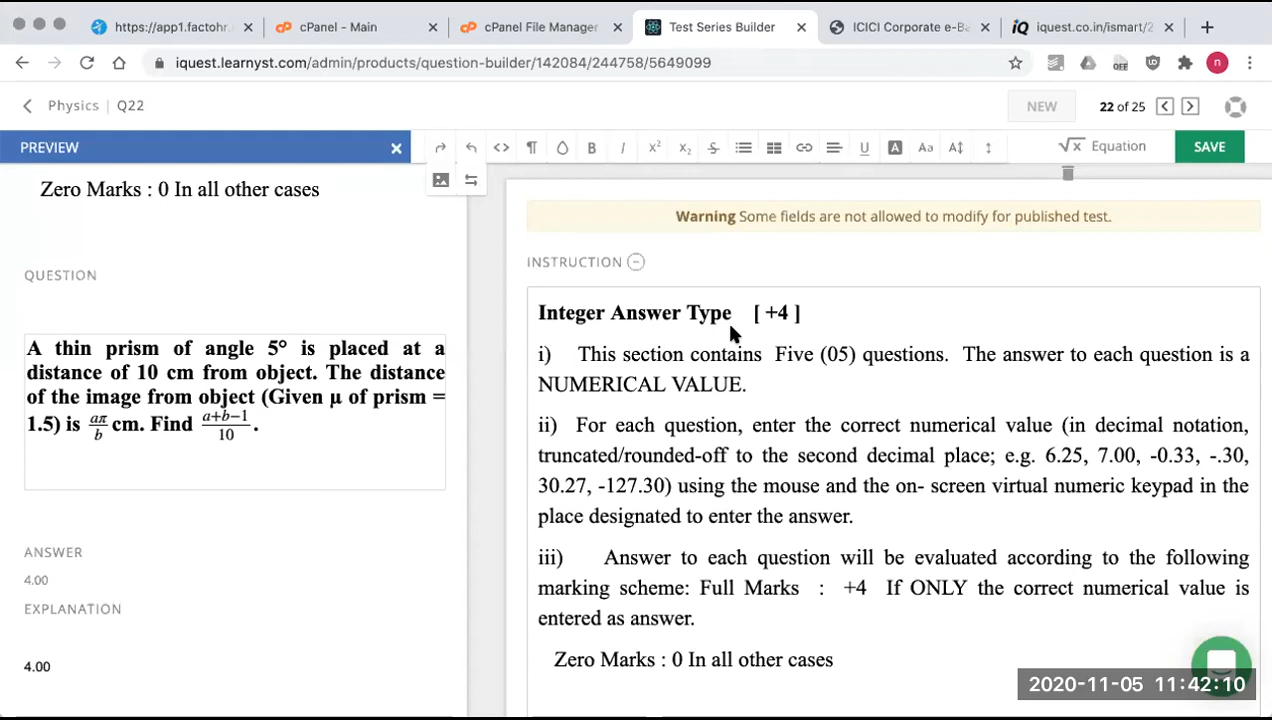 https://app1.factohr. cPanel - Main cPanel File Manager Test Series Builder ICICI Corporate e-Ba iQ iquest.co.in/ismart/2
iquest.learnyst.com/admin/products/question-builder/142084/244758/5649099 OFF n
Physics | Q22 NEW 22 of 25
PREVIEW Equation SAVE
Zero Marks : 0 In all other cases
Warning Some fields are not allowed to modify for published test.
QUESTION
A thin prism of angle 5° is placed at a
distance of 10 cm from object. The distance
of the image from object (Given μ of prism =
1.5) is aπ/b cm. Find a+b−1/10 .
ANSWER
4.00
EXPLANATION
4.00
INSTRUCTION
Integer Answer Type [ +4 ]
i) This section contains Five (05) questions. The answer to each question is a
NUMERICAL VALUE.
ii) For each question, enter the correct numerical value (in decimal notation,
truncated/rounded-off to the second decimal place; e.g. 6.25, 7.00, -0.33, -.30,
30.27, -127.30) using the mouse and the on- screen virtual numeric keypad in the
place designated to enter the answer.
iii) Answer to each question will be evaluated according to the following
marking scheme: Full Marks : +4 If ONLY the correct numerical value is
entered as answer.
Zero Marks : 0 In all other cases
2020-11-05 11:42:10